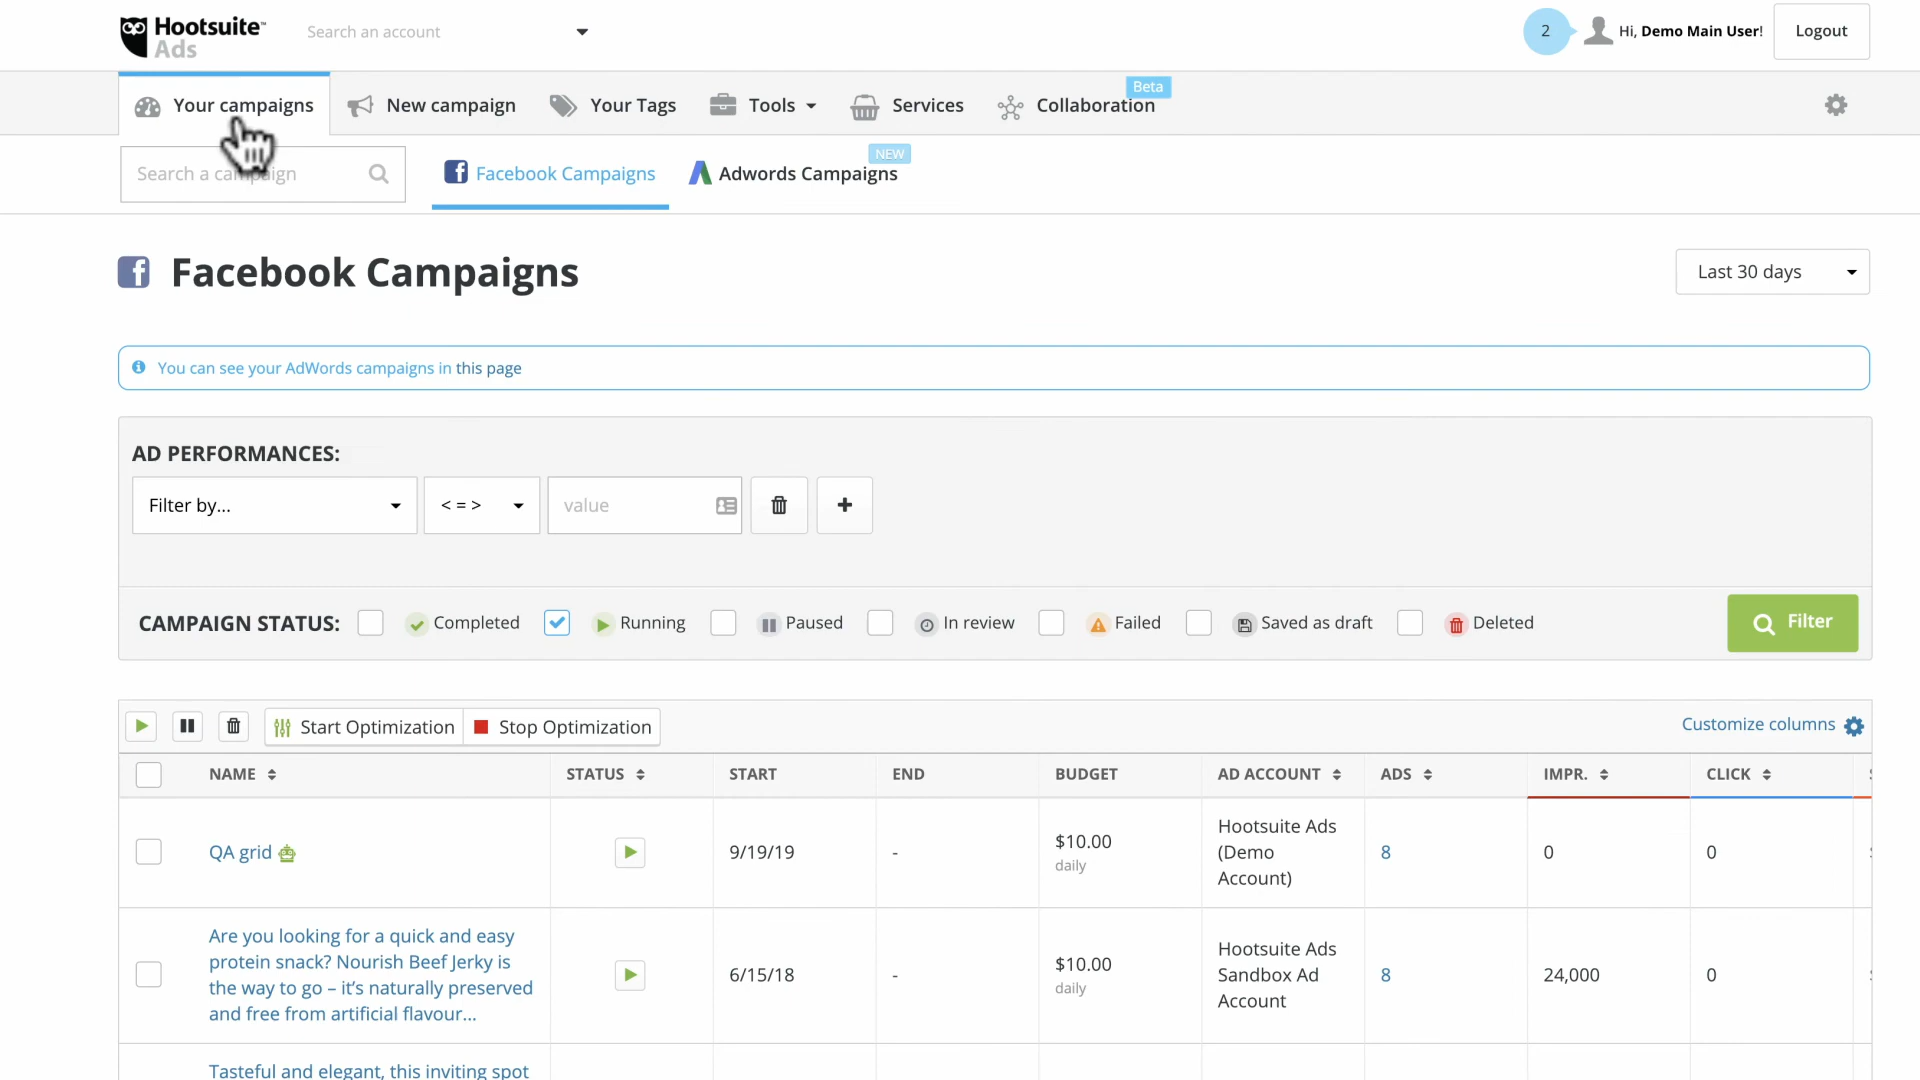 Hootsuite™
Ads
Search an account
2
Hi, Demo Main User!
Logout
Your campaigns
New campaign
Your Tags
Tools
Services
Collaboration
Beta
Search a campaign
Facebook Campaigns
Adwords Campaigns
NEW
Facebook Campaigns
Last 30 days
You can see your AdWords campaigns in this page
AD PERFORMANCES:
Filter by...
< = >
value
CAMPAIGN STATUS:
Completed
Running
Paused
In review
Failed
Saved as draft
Deleted
Filter
Start Optimization
Stop Optimization
Customize columns
NAME
STATUS
START
END
BUDGET
AD ACCOUNT
ADS
IMPR.
CLICK
QA grid
9/19/19
-
$10.00
daily
Hootsuite Ads
(Demo
Account)
8
0
0
Are you looking for a quick and easy
protein snack? Nourish Beef Jerky is
the way to go – it’s naturally preserved
and free from artificial flavour...
6/15/18
-
$10.00
daily
Hootsuite Ads
Sandbox Ad
Account
8
24,000
0
Tasteful and elegant, this inviting spot